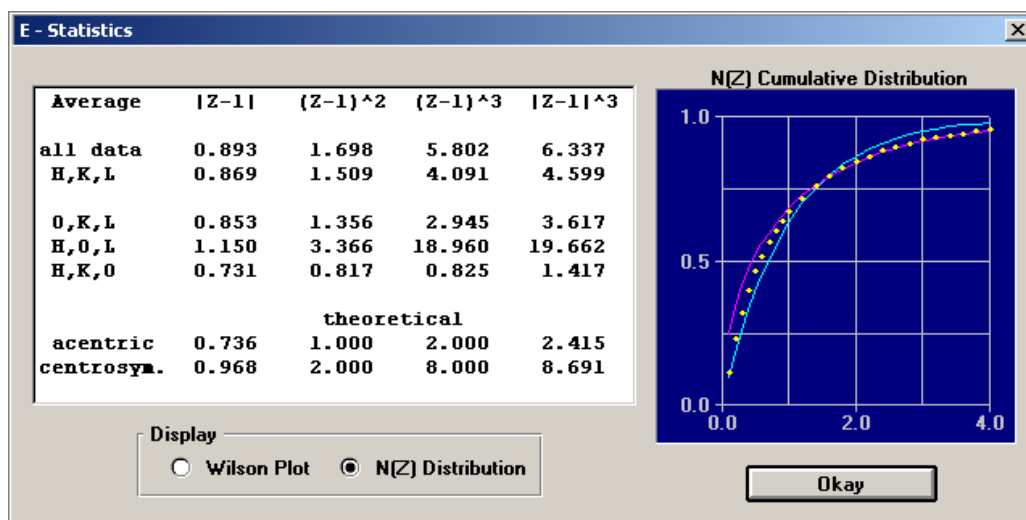 E - Statistics
Average |Z-1| (Z-1)^2 (Z-1)^3 |Z-1|^3
all data 0.893 1.698 5.802 6.337
H,K,L 0.869 1.509 4.091 4.599
0,K,L 0.853 1.356 2.945 3.617
H,0,L 1.150 3.366 18.960 19.662
H,K,0 0.731 0.817 0.825 1.417
theoretical
acentric 0.736 1.000 2.000 2.415
centrosym. 0.968 2.000 8.000 8.691
Display
Wilson Plot
N(Z) Distribution
N(Z) Cumulative Distribution
1.0
0.5
0.0
0.0 2.0 4.0
Okay